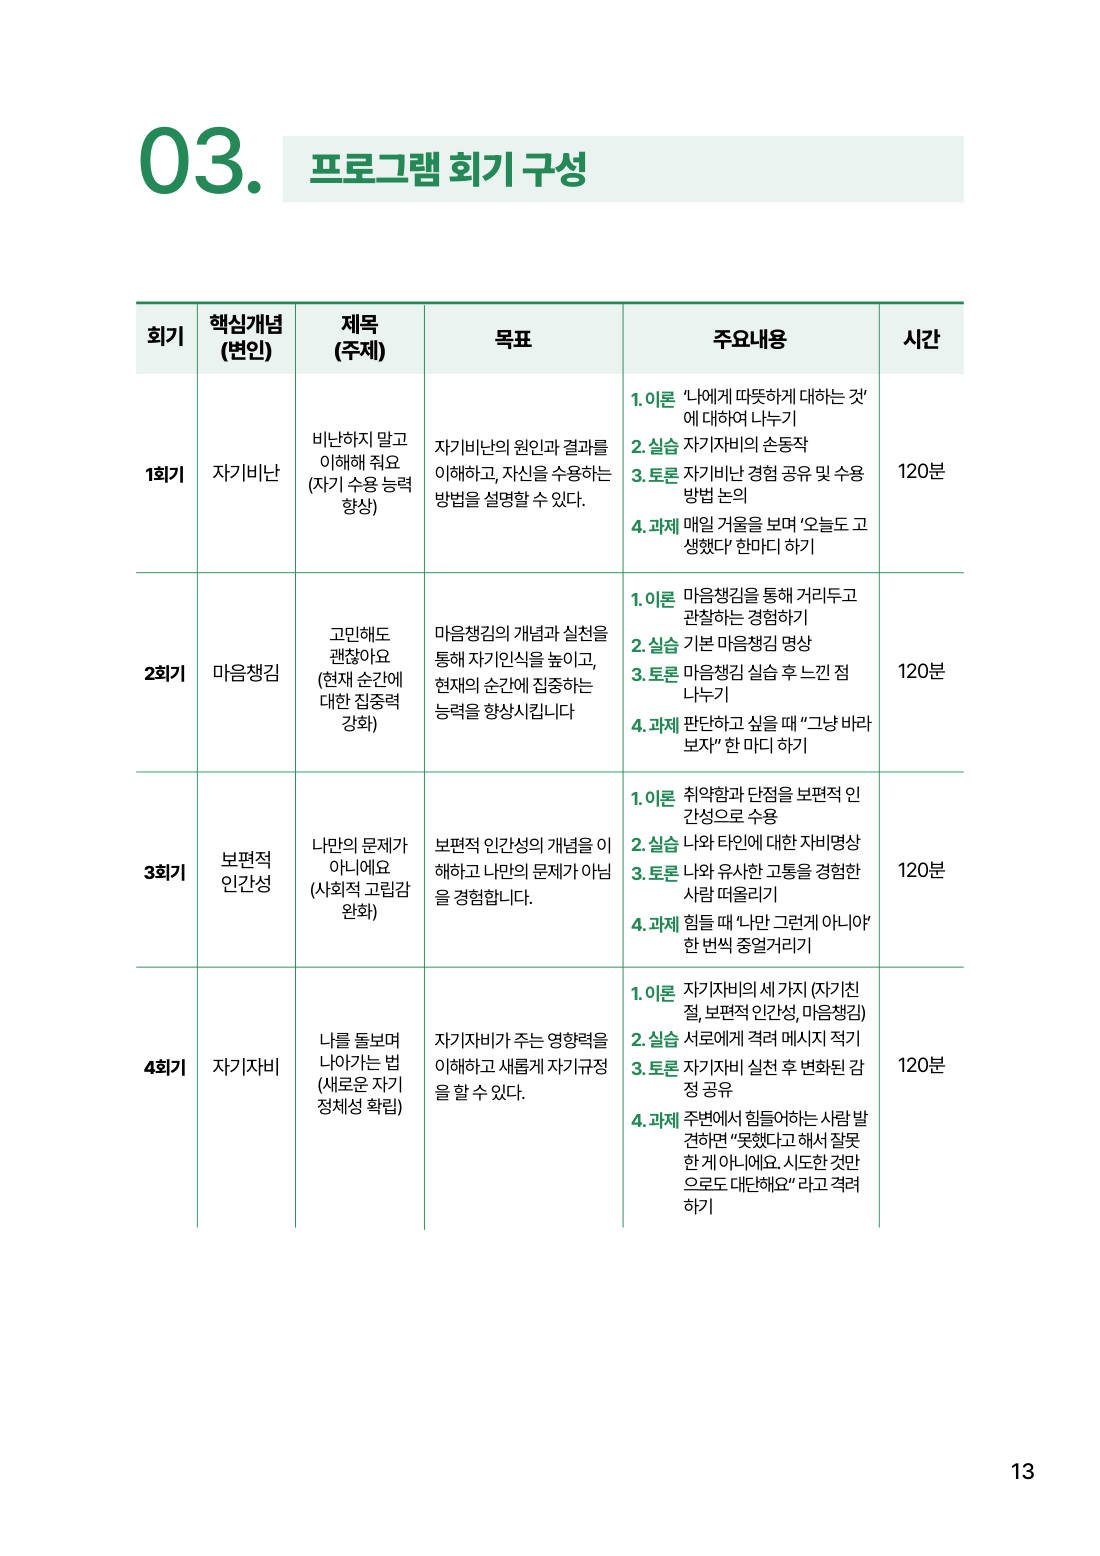 03.
프로그램 회기 구성
회기
핵심개념
(변인)
제목
(주제)
목표
주요내용
시간
1회기
자기비난
비난하지 말고
이해해 줘요
(자기 수용 능력
향상)
자기비난의 원인과 결과를
이해하고, 자신을 수용하는
방법을 설명할 수 있다.
1. 이론 ‘나에게 따뜻하게 대하는 것’
에 대하여 나누기
2. 실습 자기자비의 손동작
3. 토론 자기비난 경험 공유 및 수용
방법 논의
4. 과제 매일 거울을 보며 ‘오늘도 고
생했다’ 한마디 하기
120분
2회기
마음챙김
고민해도
괜찮아요
(현재 순간에
대한 집중력
강화)
마음챙김의 개념과 실천을
통해 자기인식을 높이고,
현재의 순간에 집중하는
능력을 향상시킵니다
1. 이론 마음챙김을 통해 거리두고
관찰하는 경험하기
2. 실습 기본 마음챙김 명상
3. 토론 마음챙김 실습 후 느낀 점
나누기
4. 과제 판단하고 싶을 때 “그냥 바라
보자” 한 마디 하기
120분
3회기
보편적
인간성
나만의 문제가
아니에요
(사회적 고립감
완화)
보편적 인간성의 개념을 이
해하고 나만의 문제가 아님
을 경험합니다.
1. 이론 취약함과 단점을 보편적 인
간성으로 수용
2. 실습 나와 타인에 대한 자비명상
3. 토론 나와 유사한 고통을 경험한
사람 떠올리기
4. 과제 힘들 때 ‘나만 그런게 아니야’
한 번씩 중얼거리기
120분
4회기
자기자비
나를 돌보며
나아가는 법
(새로운 자기
정체성 확립)
자기자비가 주는 영향력을
이해하고 새롭게 자기규정
을 할 수 있다.
1. 이론 자기자비의 세 가지 (자기친
절, 보편적 인간성, 마음챙김)
2. 실습 서로에게 격려 메시지 적기
3. 토론 자기자비 실천 후 변화된 감
정 공유
4. 과제 주변에서 힘들어하는 사람 발
견하면 “못했다고 해서 잘못
한 게 아니에요. 시도한 것만
으로도 대단해요“ 라고 격려
하기
120분
13